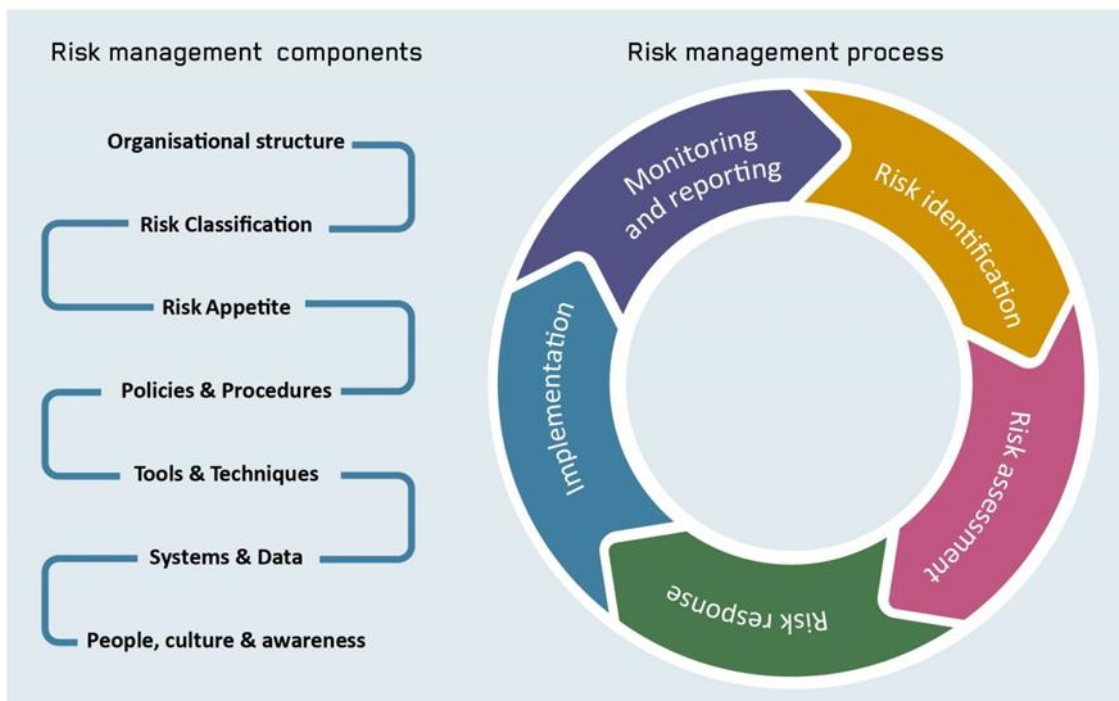 Risk management components
Organisational structure
Risk Classification
Risk Appetite
Policies & Procedures
Tools & Techniques
Systems & Data
People, culture & awareness
Risk management process
Risk identification
Risk assessment
Risk response
Implementation
Monitoring
and reporting